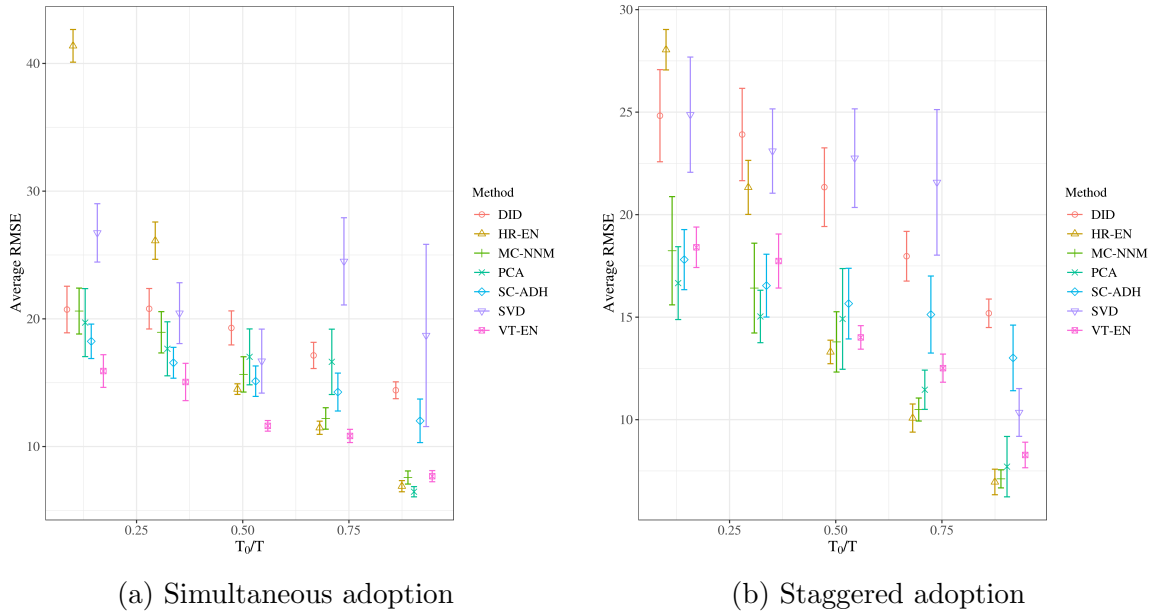 Average RMSE
40
30
20
10
0.25 0.50 0.75
T₀/T
Method
DID
HR-EN
MC-NNM
PCA
SC-ADH
SVD
VT-EN
(a) Simultaneous adoption
Average RMSE
30
25
20
15
10
0.25 0.50 0.75
T₀/T
Method
DID
HR-EN
MC-NNM
PCA
SC-ADH
SVD
VT-EN
(b) Staggered adoption